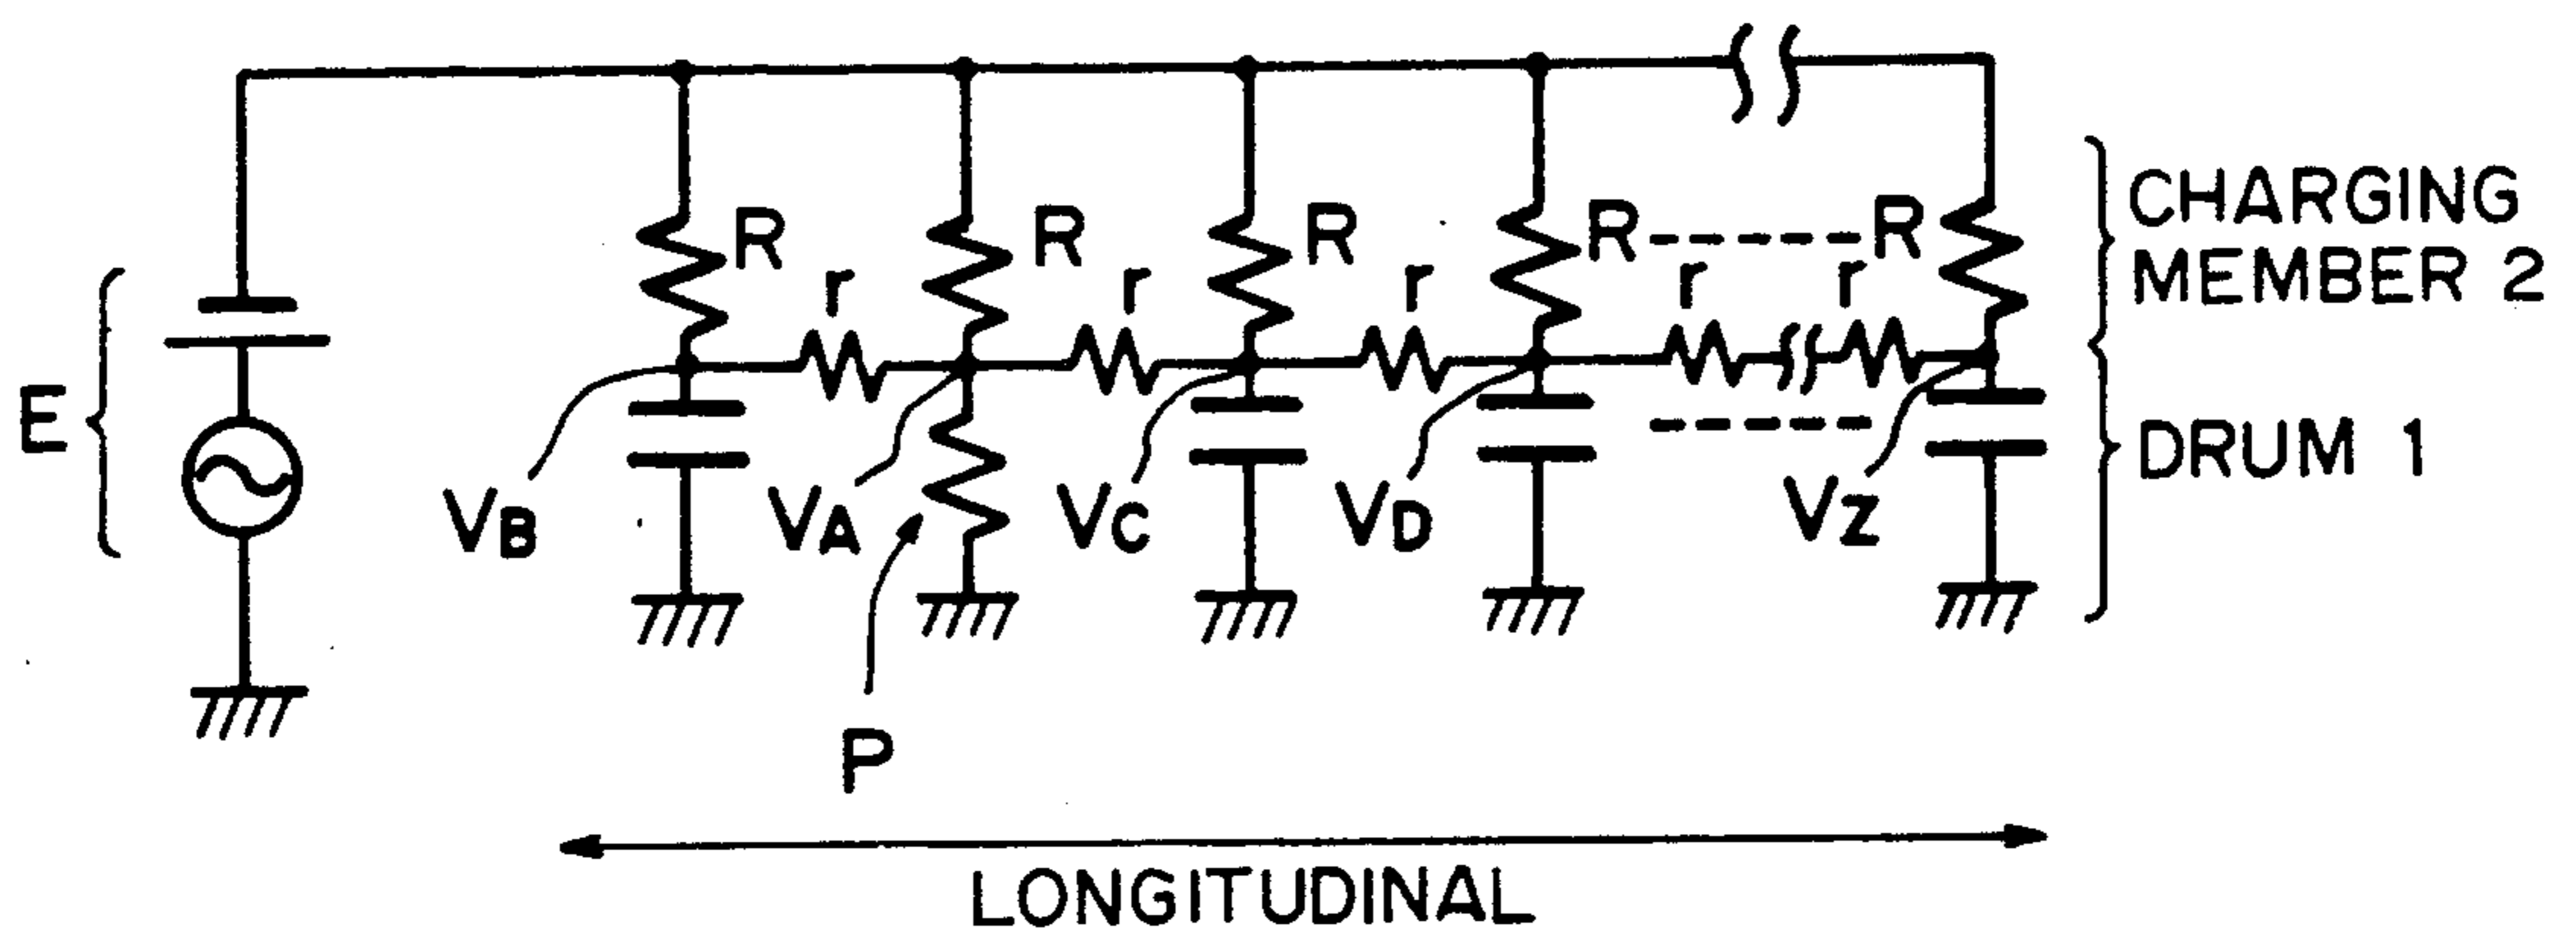 R R R R R
r r r r r
CHARGING
MEMBER 2
E
DRUM 1
VB VA VC VD VZ
P
LONGITUDINAL